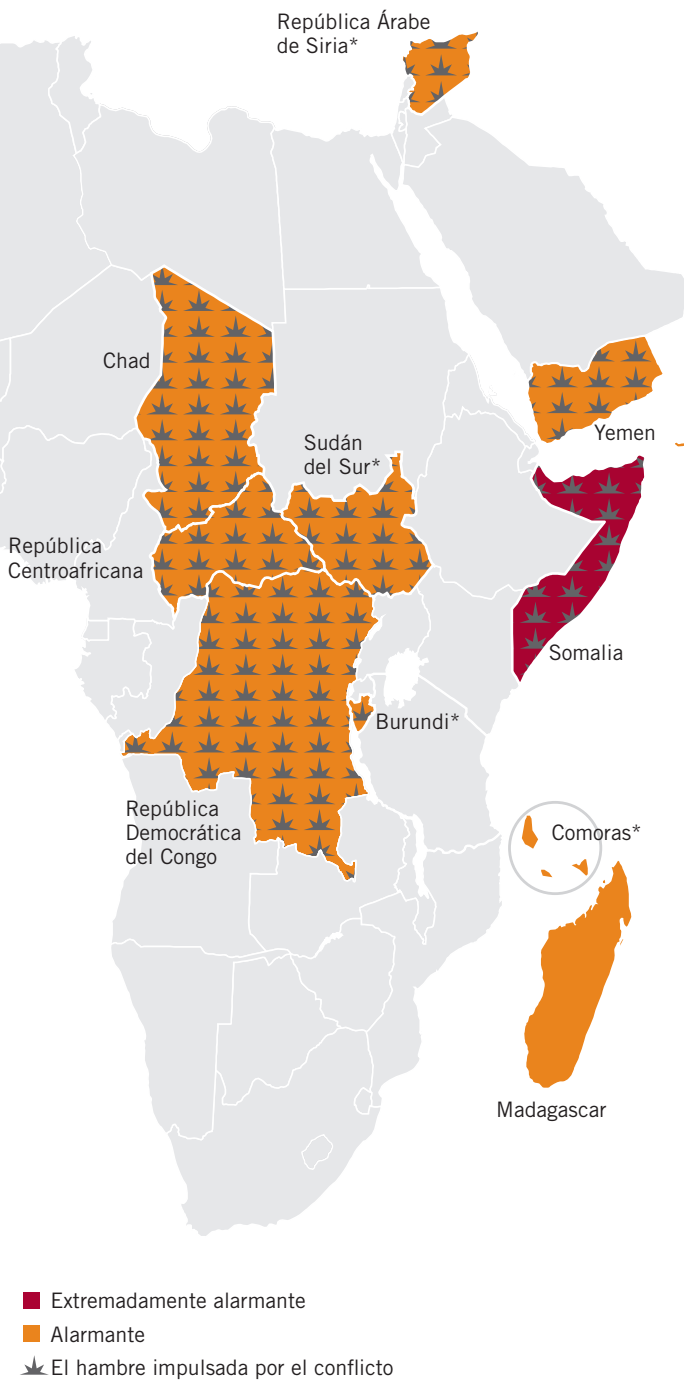 República Árabe
de Siria*
Chad
Sudán
del Sur*
Yemen
República
Centroafricana
Somalia
Burundi*
República
Democrática
del Congo
Comoras*
Madagascar
Extremadamente alarmante
Alarmante
El hambre impulsada por el conflicto